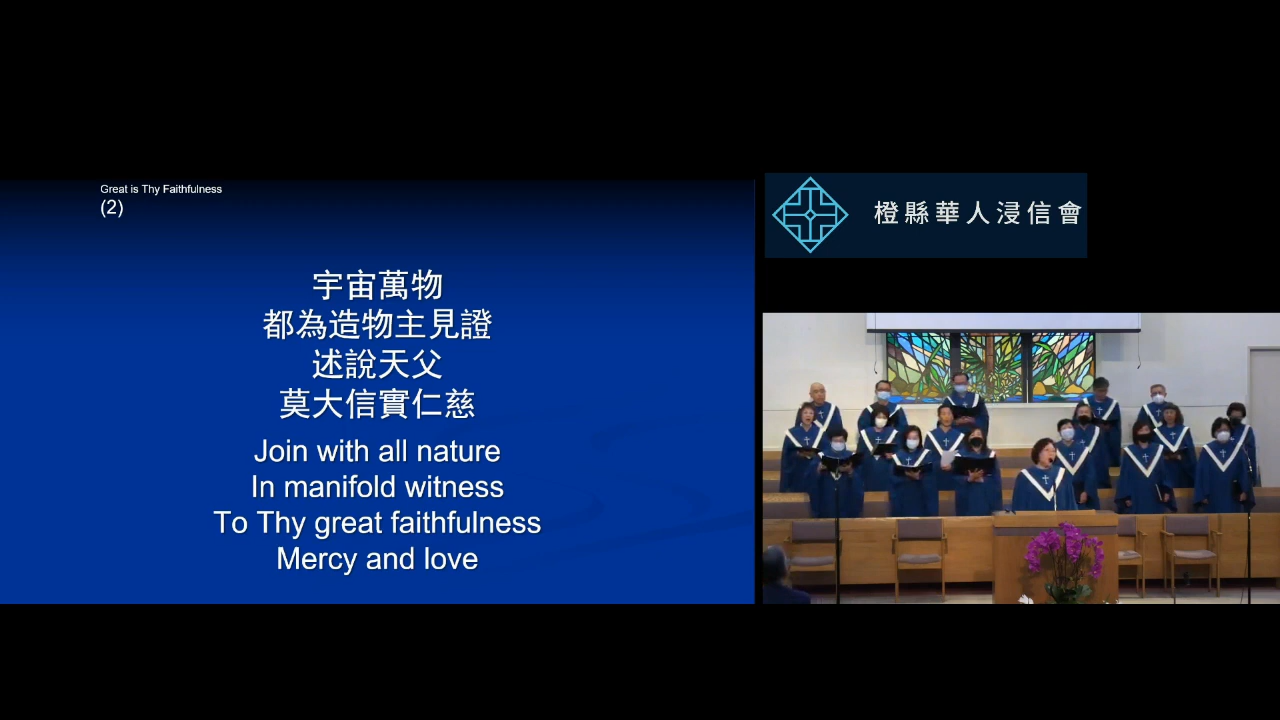 Great is Thy Faithfulness
(2)
宇宙萬物
都為造物主見證
述說天父
莫大信實仁慈
Join with all nature
In manifold witness
To Thy great faithfulness
Mercy and love
橙縣華人浸信會